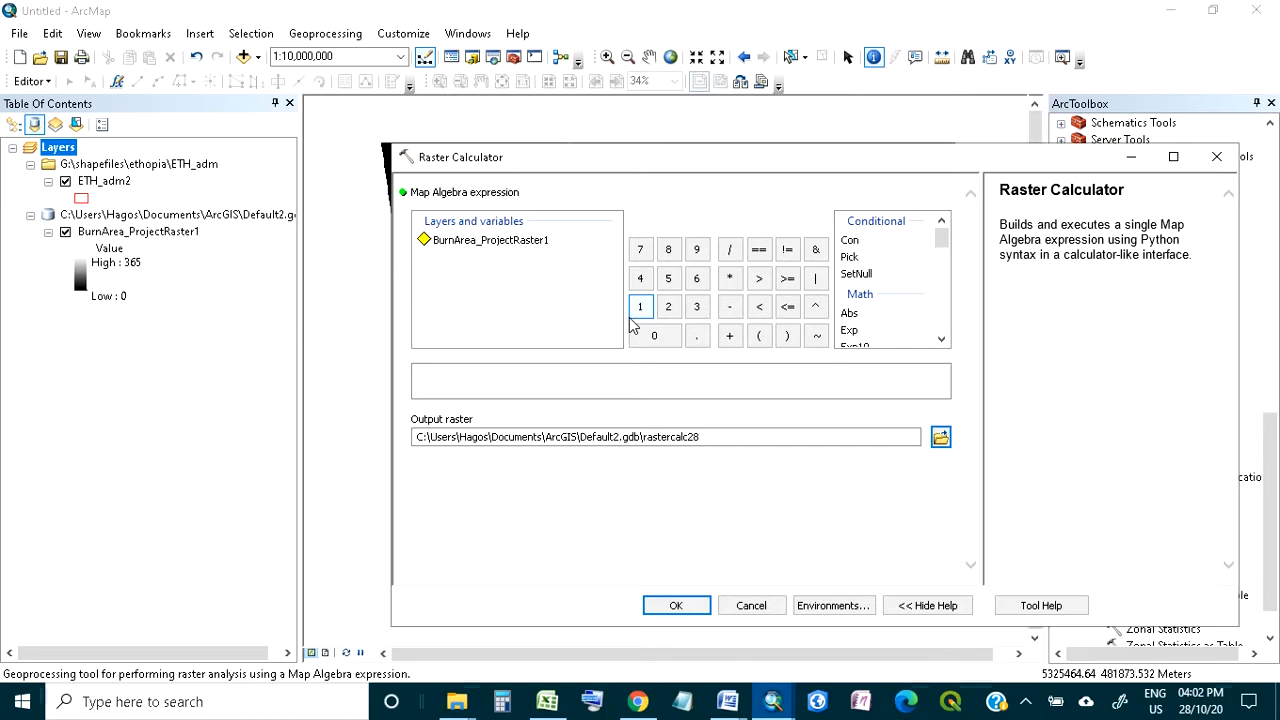 Untitled - ArcMap
File Edit View Bookmarks Insert Selection Geoprocessing Customize Windows Help
1:10,000,000
Editor
34%
Table Of Contents
Layers
G:\shapefiles\ethopia\ETH_adm
ETH_adm2
C:\Users\Hagos\Documents\ArcGIS\Default2.g
BurnArea_ProjectRaster1
Value
High : 365
Low : 0
ArcToolbox
Schematics Tools
Server Tools
Raster Calculator
Map Algebra expression
Layers and variables
BurnArea_ProjectRaster1
7 8 9 / == != &
4 5 6 * > >= |
1 2 3 - < <= ^
0 . + ( ) ~
Conditional
Con
Pick
SetNull
Math
Abs
Exp
Exp10
Output raster
C:\Users\Hagos\Documents\ArcGIS\Default2.gdb\rastercalc28
OK Cancel Environments... << Hide Help Tool Help
Raster Calculator
Builds and executes a single Map
Algebra expression using Python
syntax in a calculator-like interface.
Zonal Statistics
Zonal Statistics as Table
Geoprocessing tool for performing raster analysis using a Map Algebra expression.
5325464.64 481873.532 Meters
Type here to search
ENG
US
04:02 PM
28/10/20